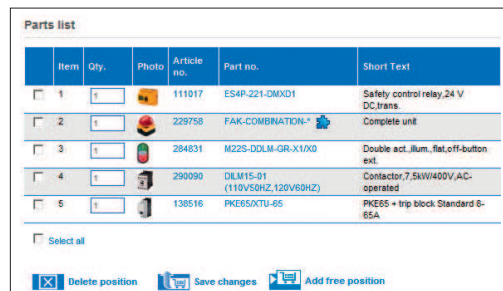 Parts list
Item Qty. Photo Article no. Part no. Short Text
1 1 111017 ES4P-221-DMXD1 Safety control relay,24 V DC,trans.
2 1 229758 FAK-COMBINATION-* Complete unit
3 1 284831 M22S-DDLM-GR-X1/X0 Double act.,illum.,flat,off-button ext.
4 1 290090 DILM15-01 (110V50HZ,120V60HZ) Contactor,7,5kW/400V,AC-operated
5 1 138516 PKE65/XTU-65 PKE65 + trip block Standard 8-65A
Select all
Delete position Save changes Add free position